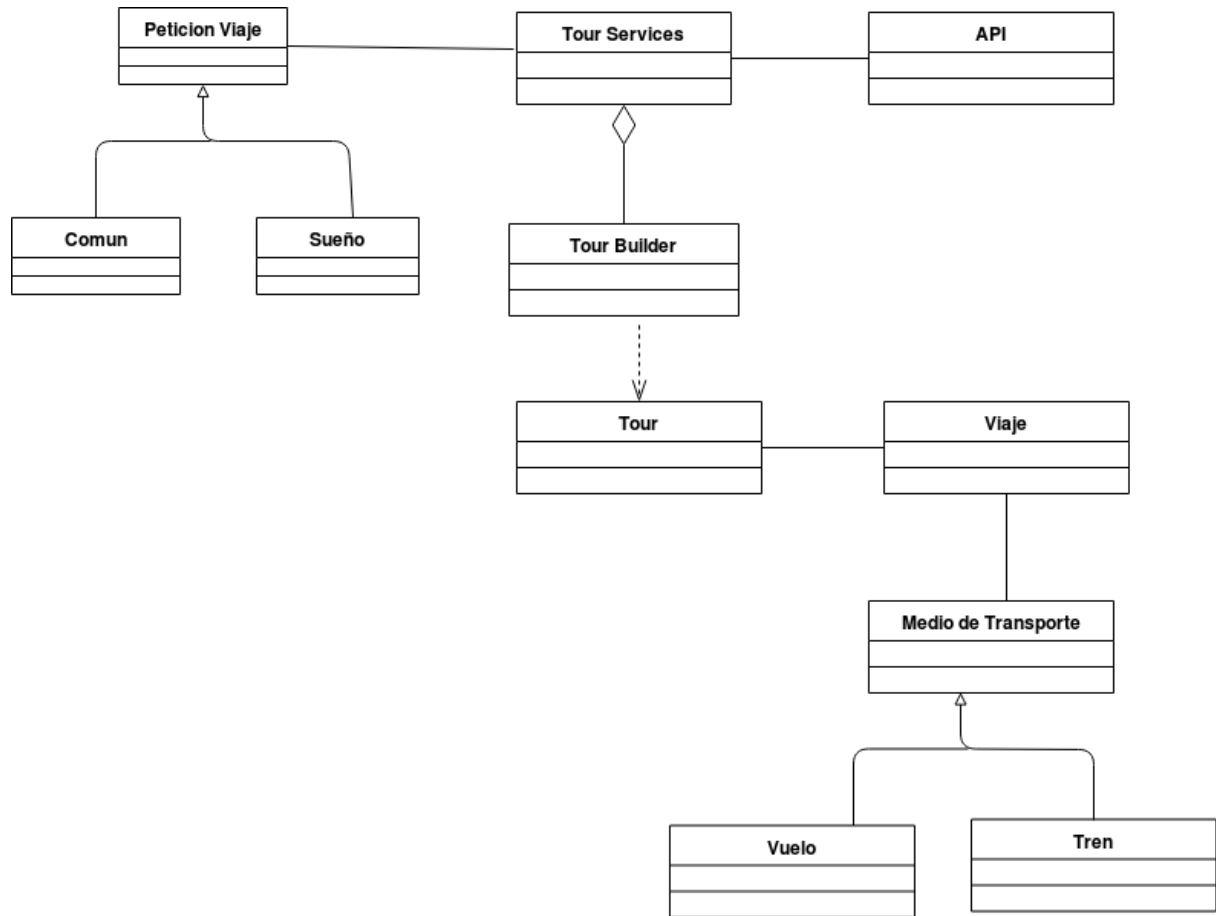 Peticion Viaje
Tour Services
API
Comun
Sueño
Tour Builder
Tour
Viaje
Medio de Transporte
Vuelo
Tren